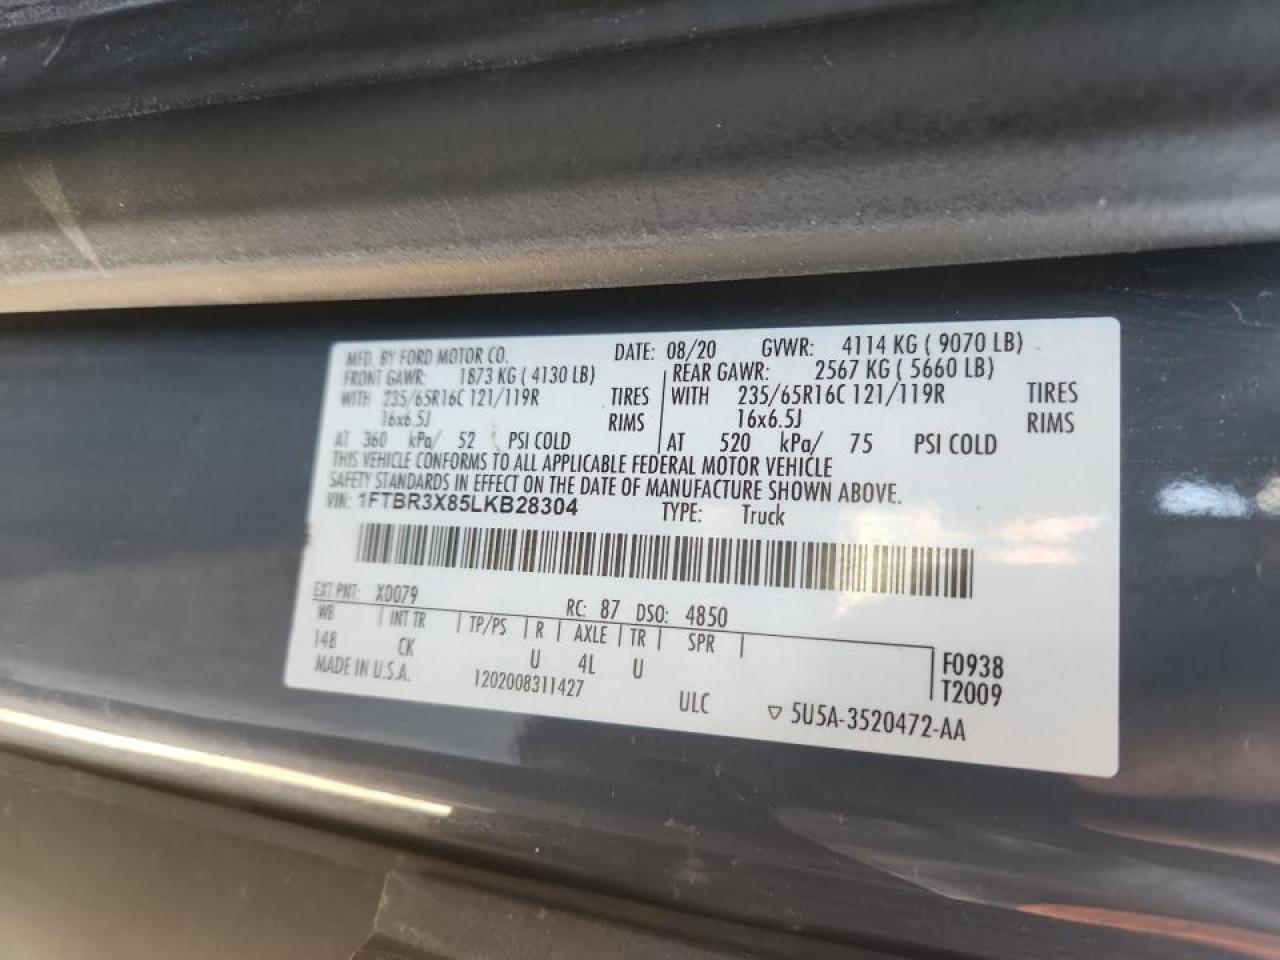 MFD. BY FORD MOTOR CO. DATE: 08/20 GVWR: 4114 KG ( 9070 LB)
FRONT GAWR: 1873 KG ( 4130 LB) REAR GAWR: 2567 KG ( 5660 LB)
WITH 235/65R16C 121/119R TIRES WITH 235/65R16C 121/119R TIRES
16x6.5J RIMS 16x6.5J RIMS
AT 360 kPa/ 52 PSI COLD AT 520 kPa/ 75 PSI COLD
THIS VEHICLE CONFORMS TO ALL APPLICABLE FEDERAL MOTOR VEHICLE
SAFETY STANDARDS IN EFFECT ON THE DATE OF MANUFACTURE SHOWN ABOVE.
VIN: 1FTBR3X85LKB28304 TYPE: Truck
EXT PNT: XD079 RC: 87 DSO: 4850
WB INT TR TP/PS R AXLE TR SPR
148 CK U 4L U F0938
MADE IN U.S.A. 1202008311427 ULC T2009
▽ 5U5A-3520472-AA